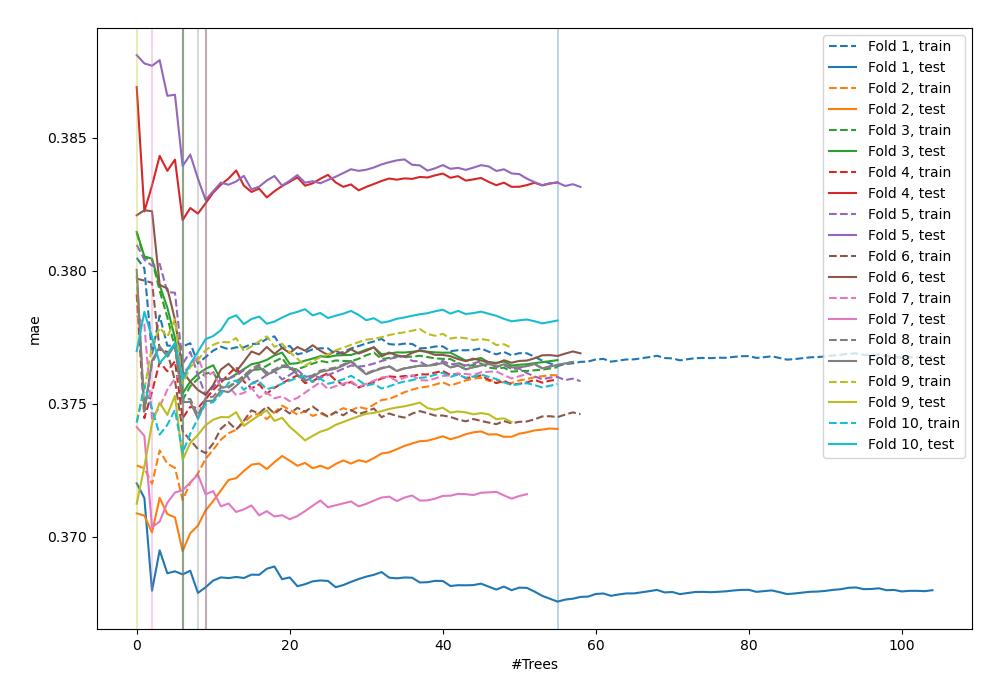 mae
0.385
0.380
0.375
0.370
0
20
40
60
80
100
#Trees
Fold 1, train
Fold 1, test
Fold 2, train
Fold 2, test
Fold 3, train
Fold 3, test
Fold 4, train
Fold 4, test
Fold 5, train
Fold 5, test
Fold 6, train
Fold 6, test
Fold 7, train
Fold 7, test
Fold 8, train
Fold 8, test
Fold 9, train
Fold 9, test
Fold 10, train
Fold 10, test